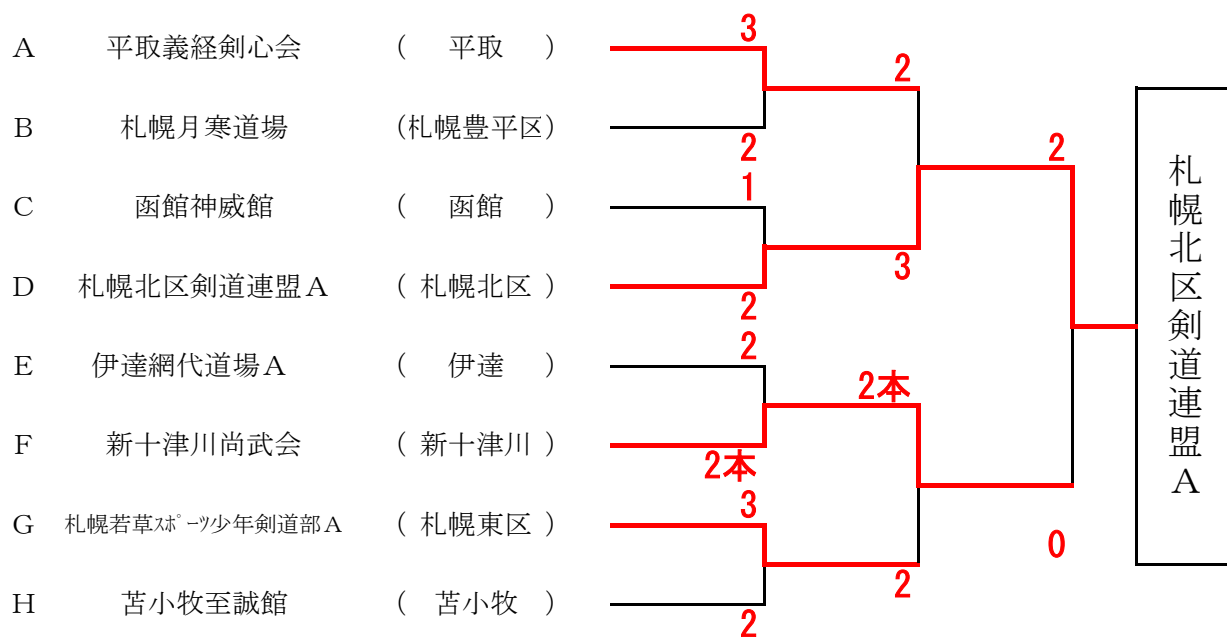 3
A 平取義経剣心会 ( 平取 )
2
B 札幌月寒道場 (札幌豊平区)
2
2
1
C 函館神威館 ( 函館 )
3
D 札幌北区剣道連盟A ( 札幌北区 )
2
2
E 伊達網代道場A ( 伊達 )
2本
F 新十津川尚武会 ( 新十津川 )
2本
3
G 札幌若草ｽﾎﾟｰﾂ少年剣道部A ( 札幌東区 )
0
2
H 苫小牧至誠館 ( 苫小牧 )
2
札幌北区剣道連盟A